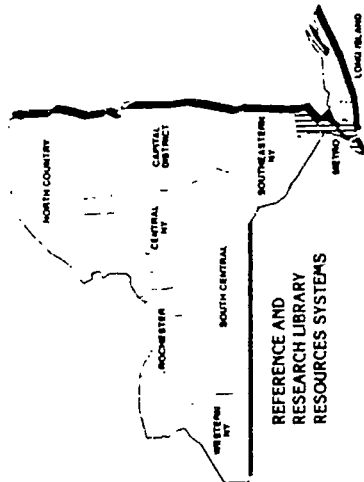 NORTH COUNTRY
CAPITAL
DISTRICT
CENTRAL
NY
ROCHESTER
WESTERN
NY
SOUTH CENTRAL
SOUTHEASTERN
NY
METRO
LONG ISLAND
REFERENCE AND
RESEARCH LIBRARY
RESOURCES SYSTEMS